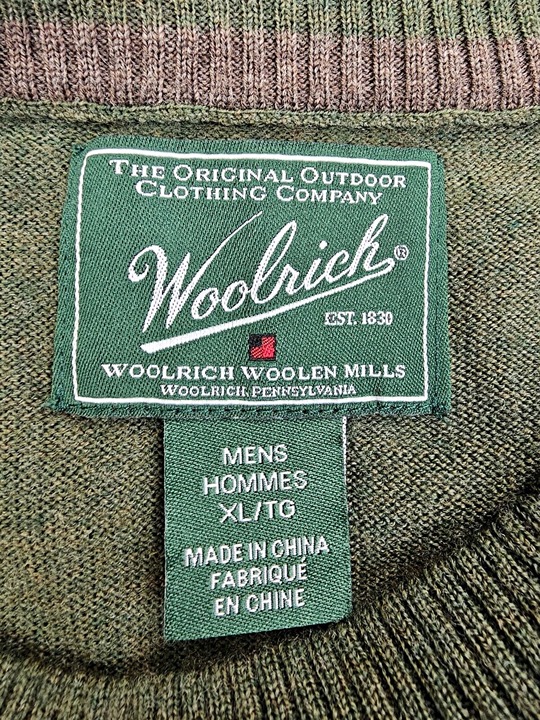 THE ORIGINAL OUTDOOR
CLOTHING COMPANY
Woolrich®
EST. 1830
WOOLRICH WOOLEN MILLS
WOOLRICH, PENNSYLVANIA
MENS
HOMMES
XL/TG
MADE IN CHINA
FABRIQUÉ
EN CHINE